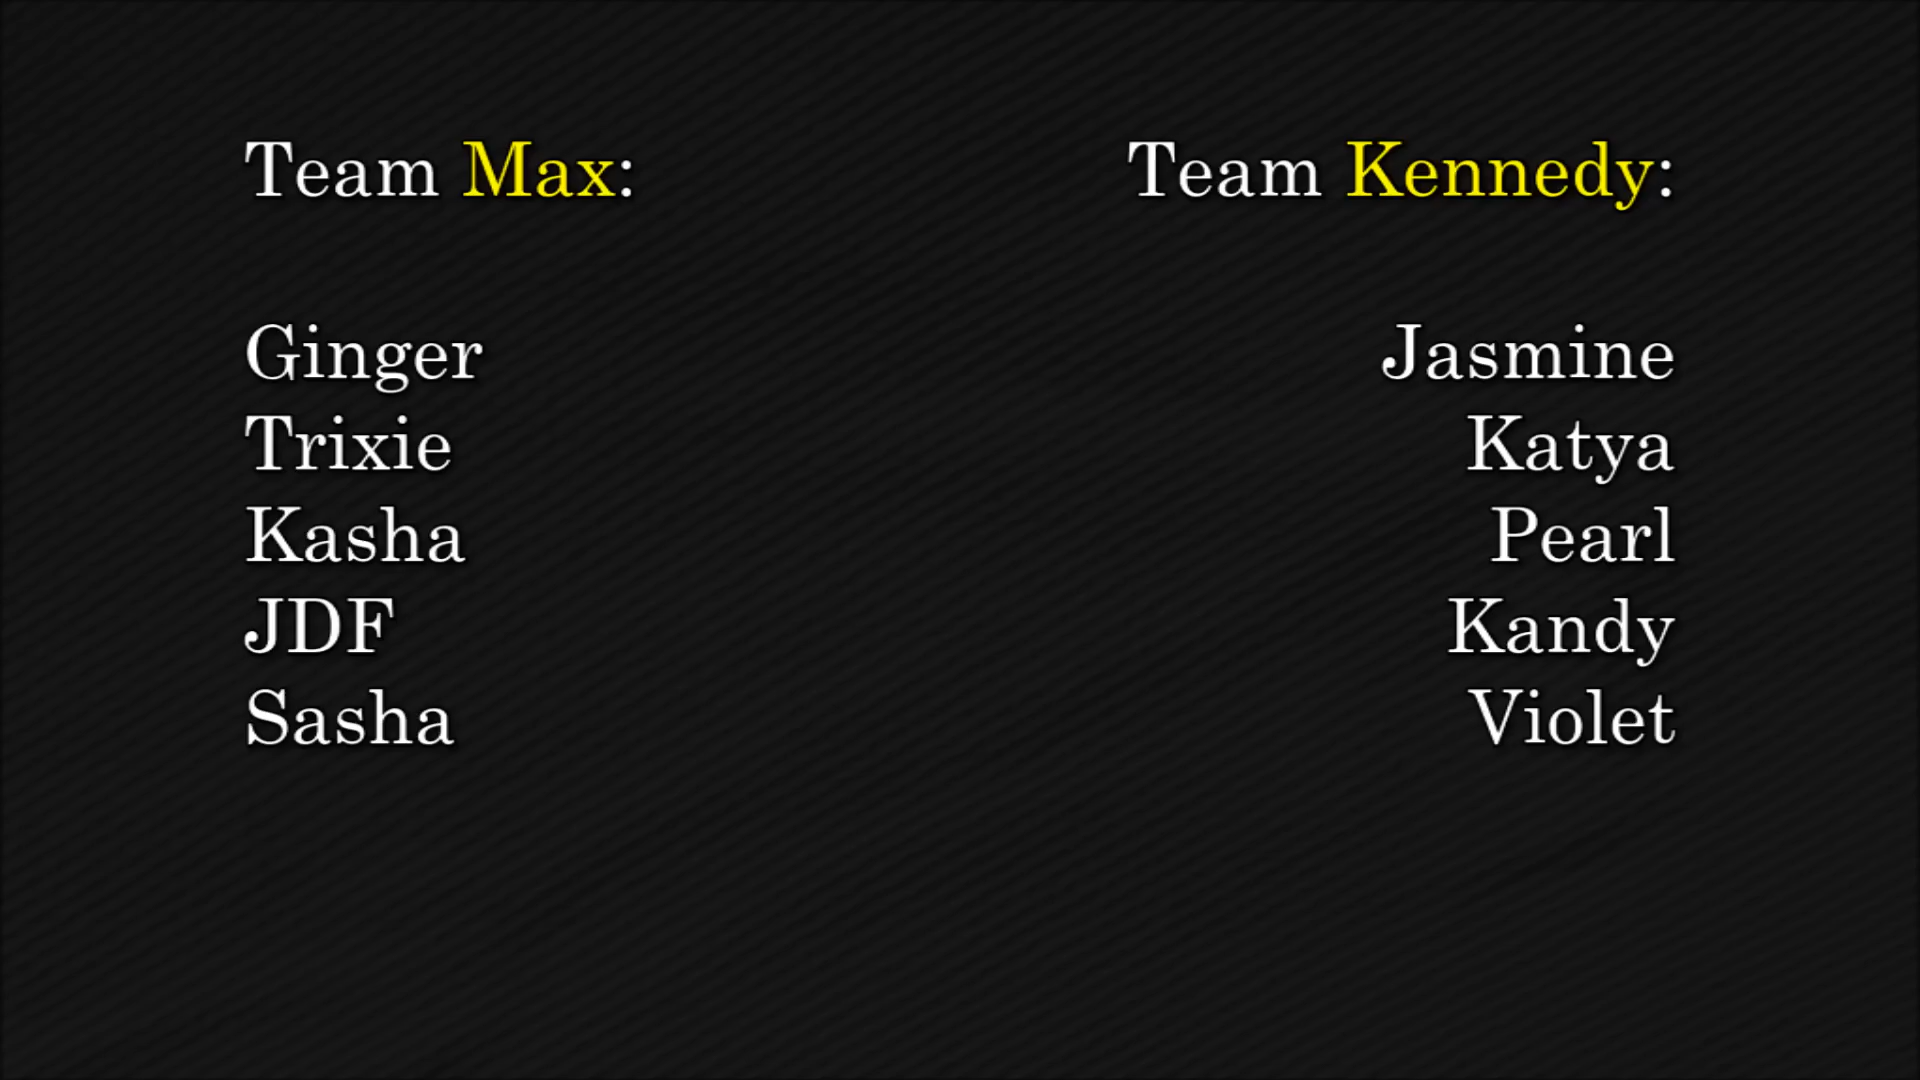 Team Max:
Ginger
Trixie
Kasha
JDF
Sasha
Team Kennedy:
Jasmine
Katya
Pearl
Kandy
Violet